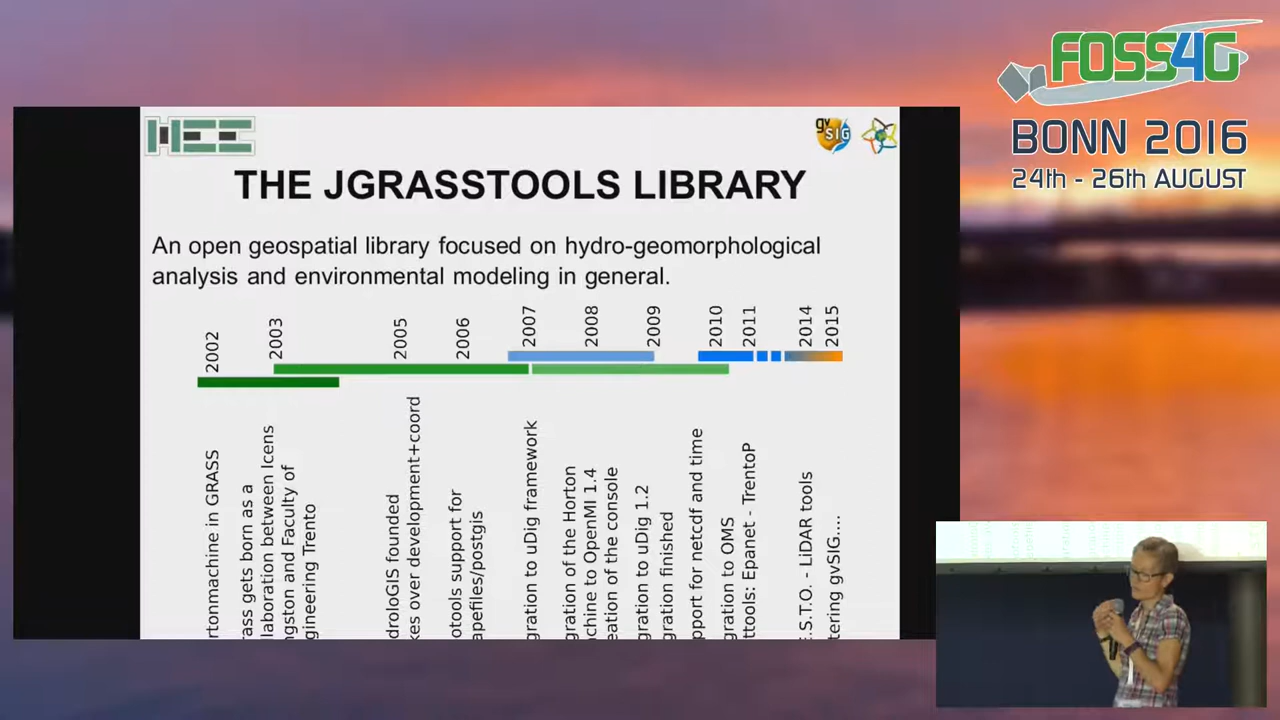 FOSS4G
BONN 2016
24th - 26th AUGUST
gv
SIG
THE JGRASSTOOLS LIBRARY
An open geospatial library focused on hydro-geomorphological
analysis and environmental modeling in general.
2002
2003
2005
2006
2007
2008
2009
2010
2011
2014
2015
rtonmachine in GRASS
rass gets born as a
llaboration between Icens
ngston and Faculty of
gineering Trento
droloGIS founded
kes over development+coord
otools support for
apefiles/postgis
gration to uDig framework
gration of the Horton
achine to OpenMI 1.4
eation of the console
gration to uDig 1.2
gration finished
pport for netcdf and time
gration to OMS
ttools: Epanet - TrentoP
.S.T.O. - LiDAR tools
tering gvSIG....